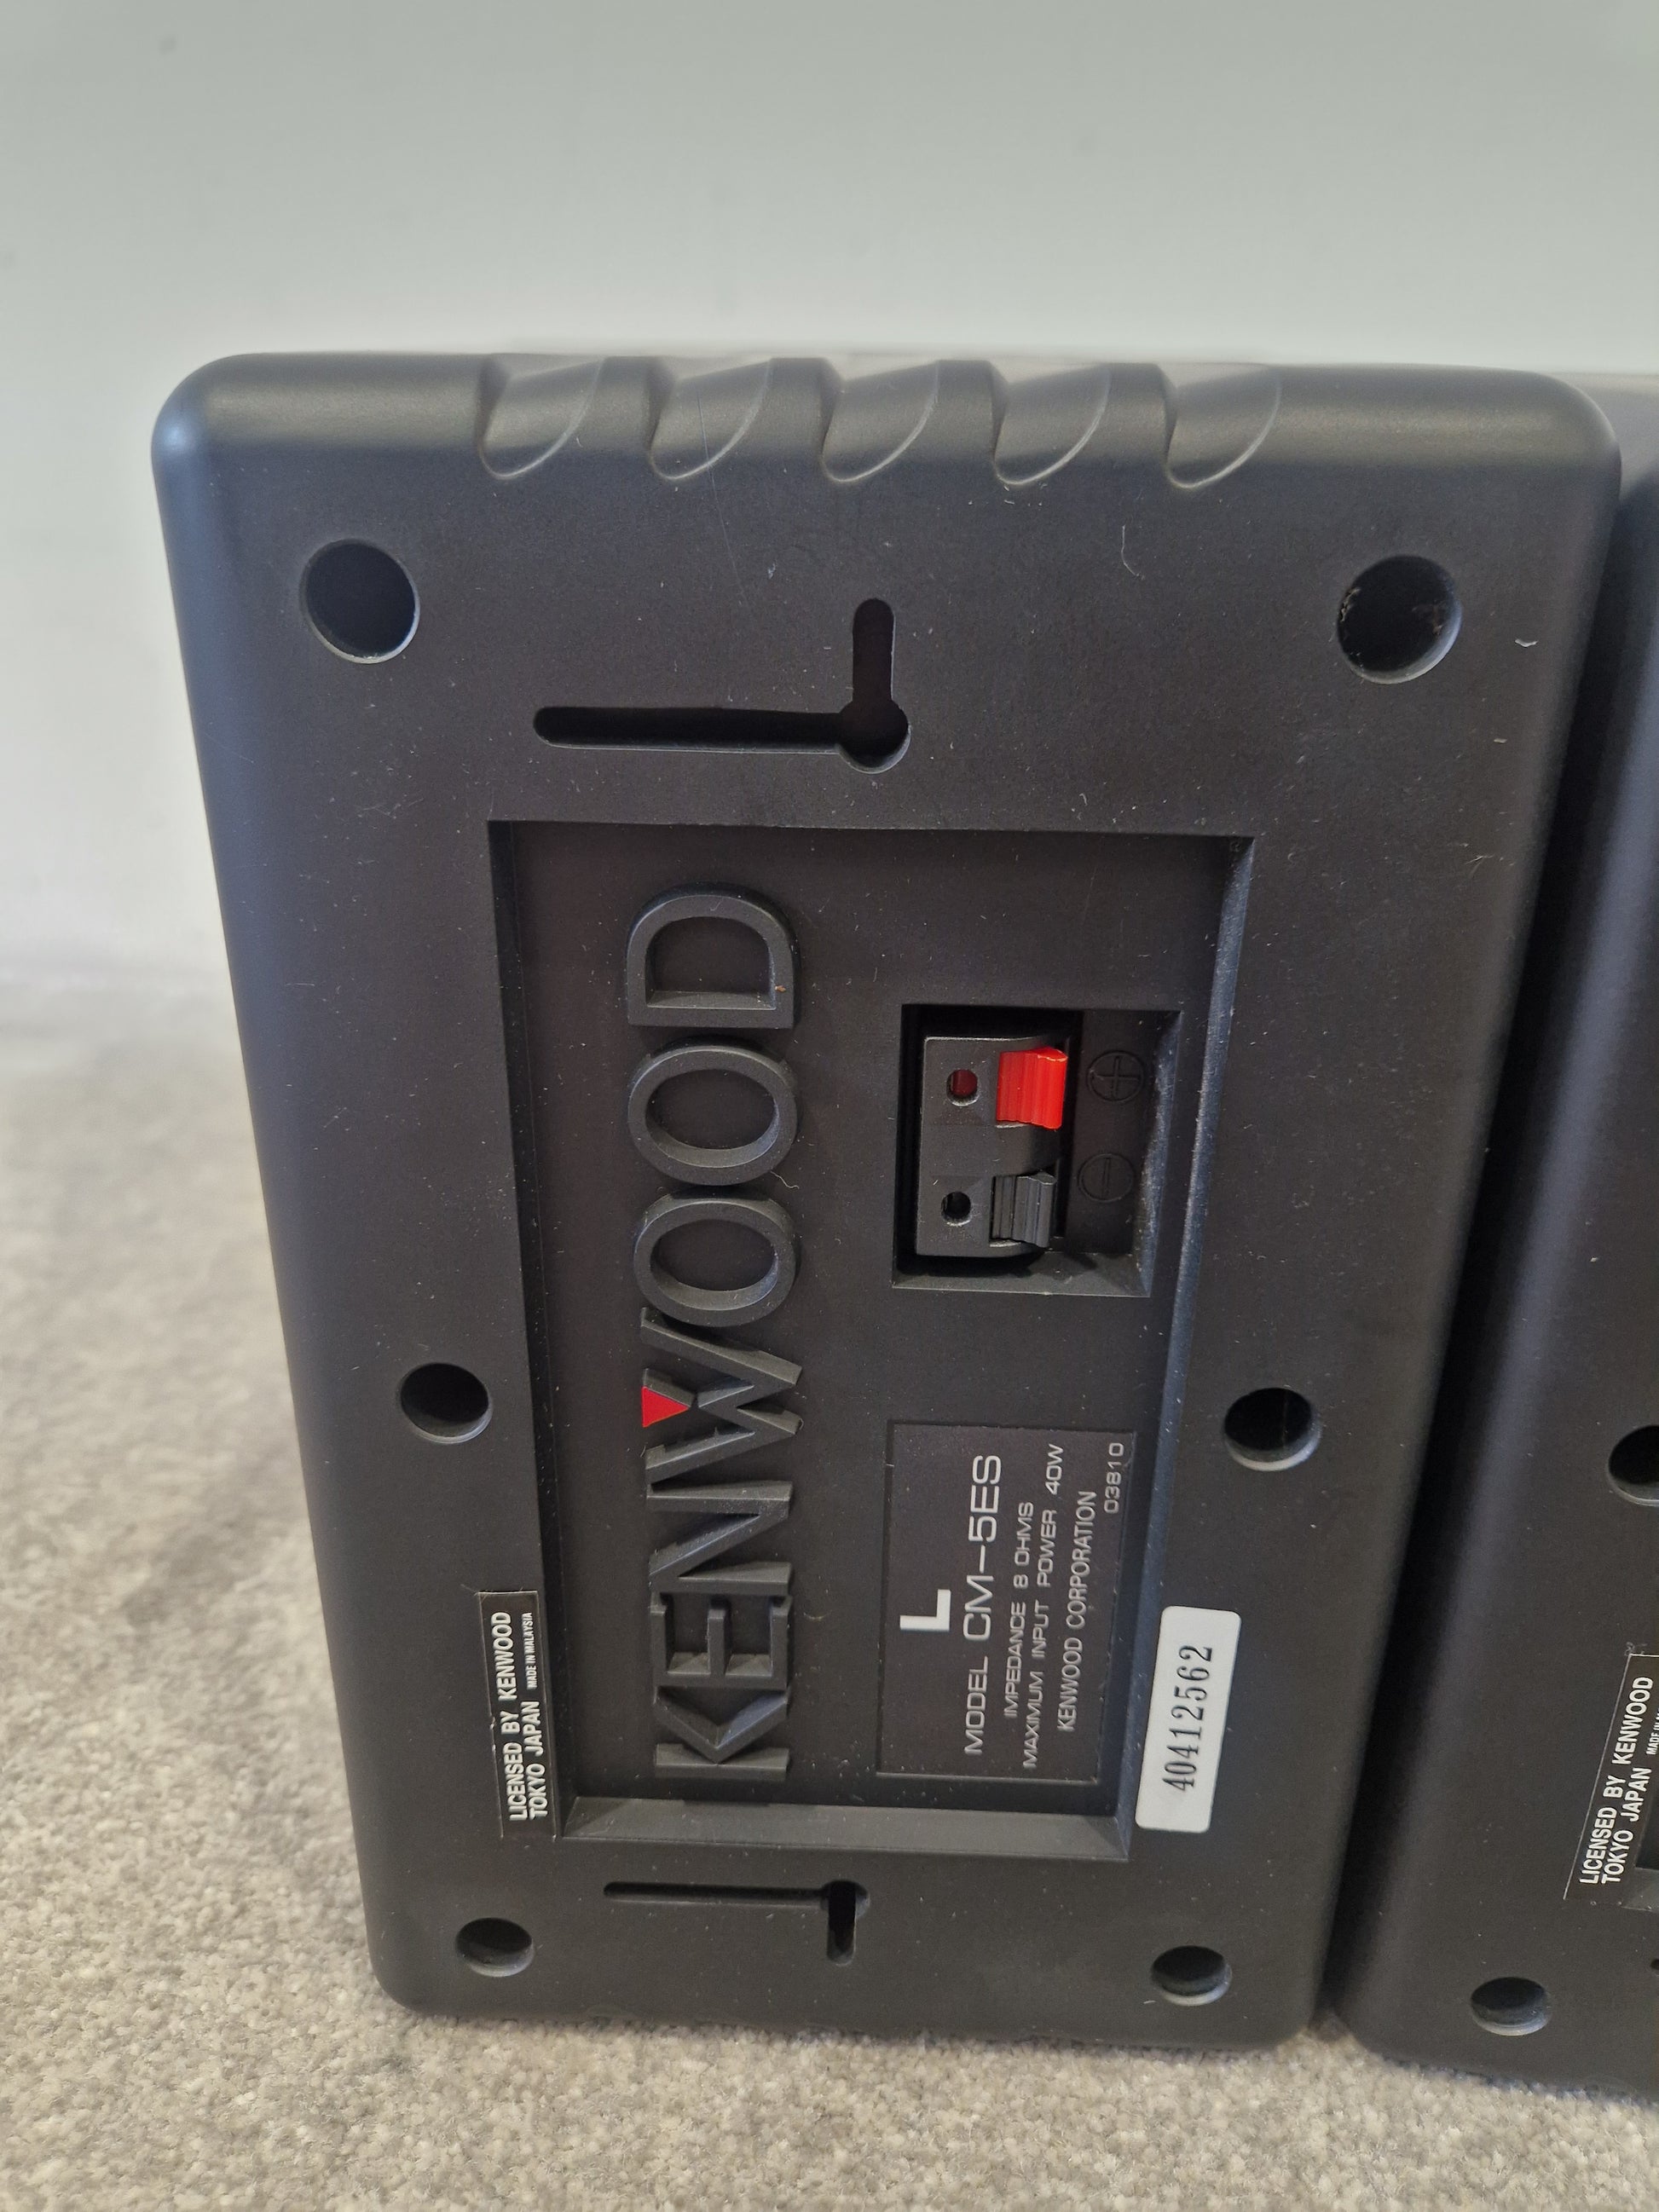 KENWOOD
L
MODEL CM-5ES
IMPEDANCE 8 OHMS
MAXIMUM INPUT POWER 40W
KENWOOD CORPORATION
03810
LICENSED BY KENWOOD
TOKYO JAPAN MADE IN MALAYSIA
40412562
LICENSED BY KENWOOD
TOKYO JAPAN